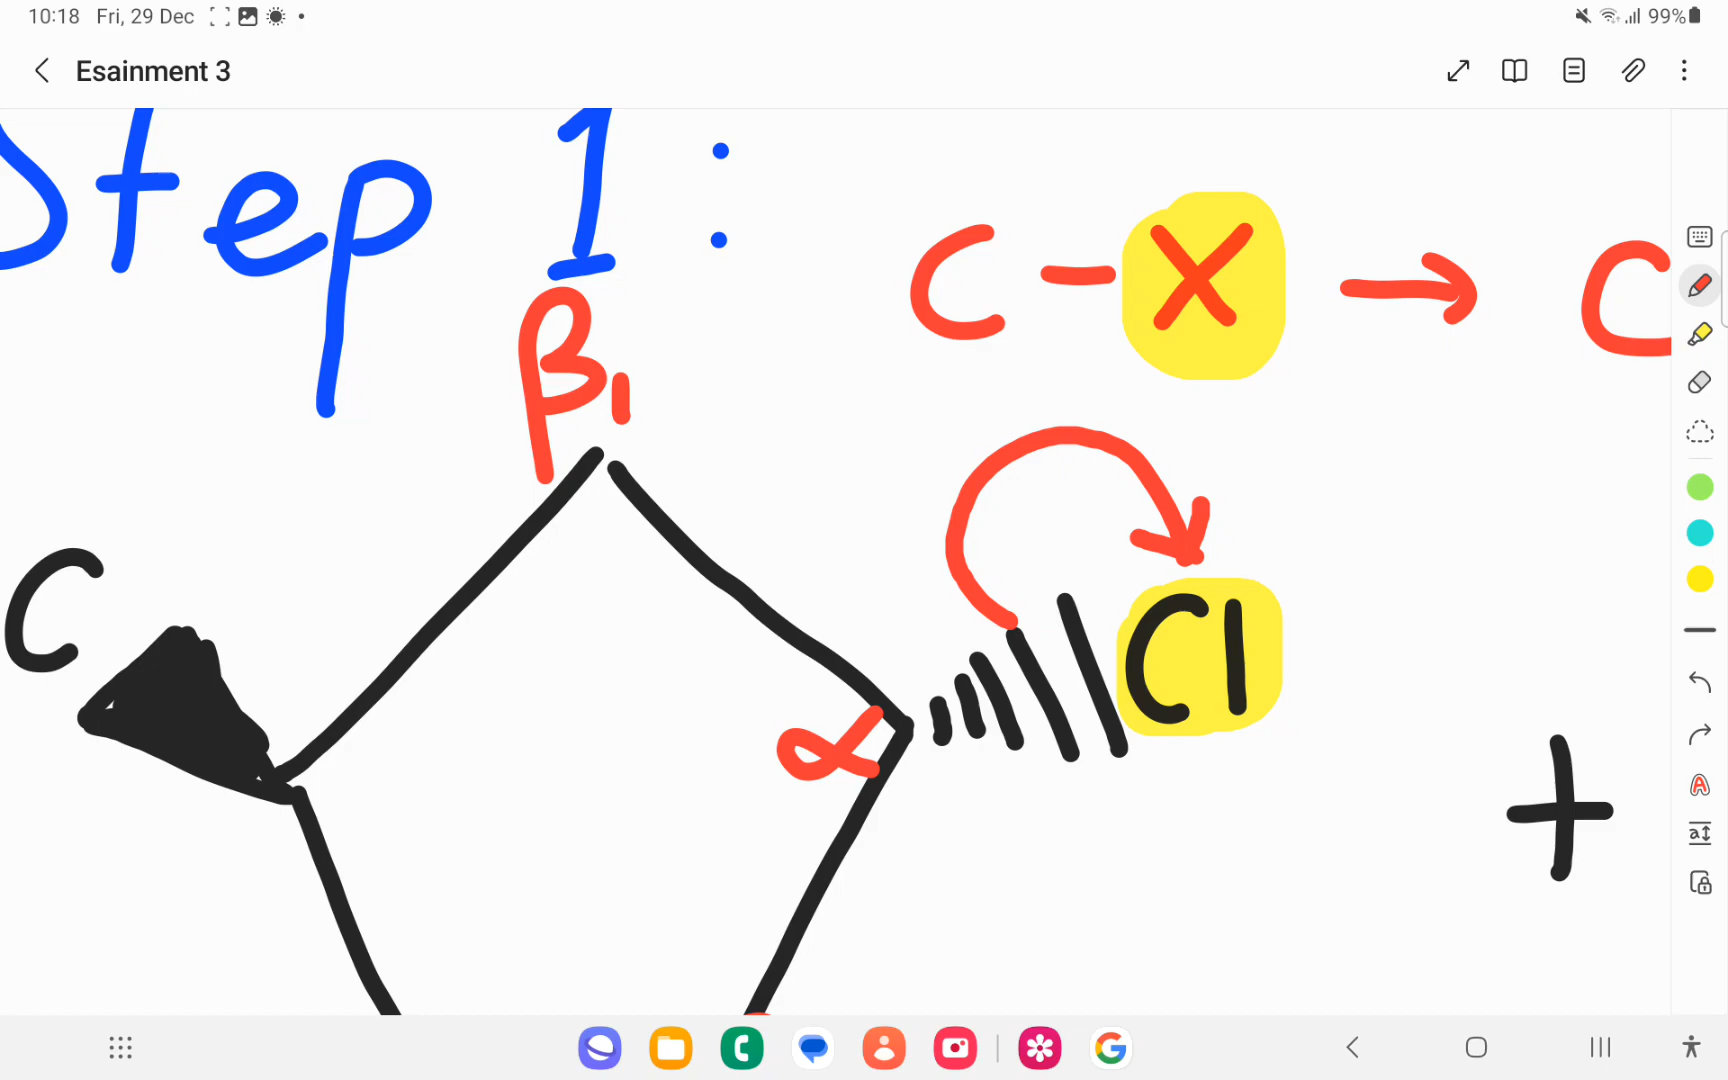 10:18 Fri, 29 Dec 99%
Esainment 3
Step 1:
C - X → C
β1
C
Cl
α
+